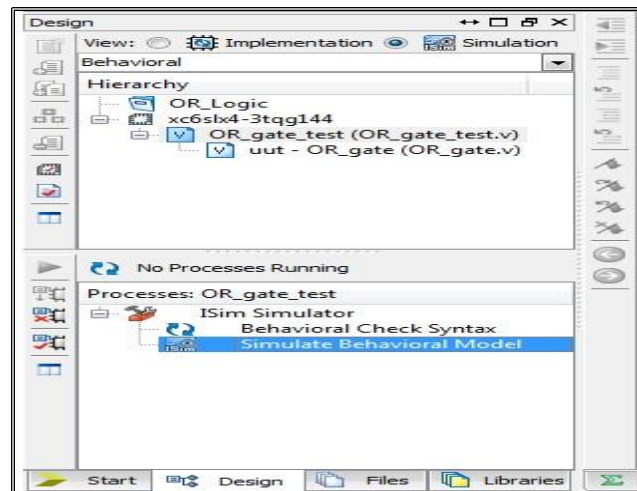 Design
View: Implementation Simulation
Behavioral
Hierarchy
OR_Logic
xc6slx4-3tqg144
OR_gate_test (OR_gate_test.v)
uut - OR_gate (OR_gate.v)
No Processes Running
Processes: OR_gate_test
ISim Simulator
Behavioral Check Syntax
Simulate Behavioral Model
Start Design Files Libraries